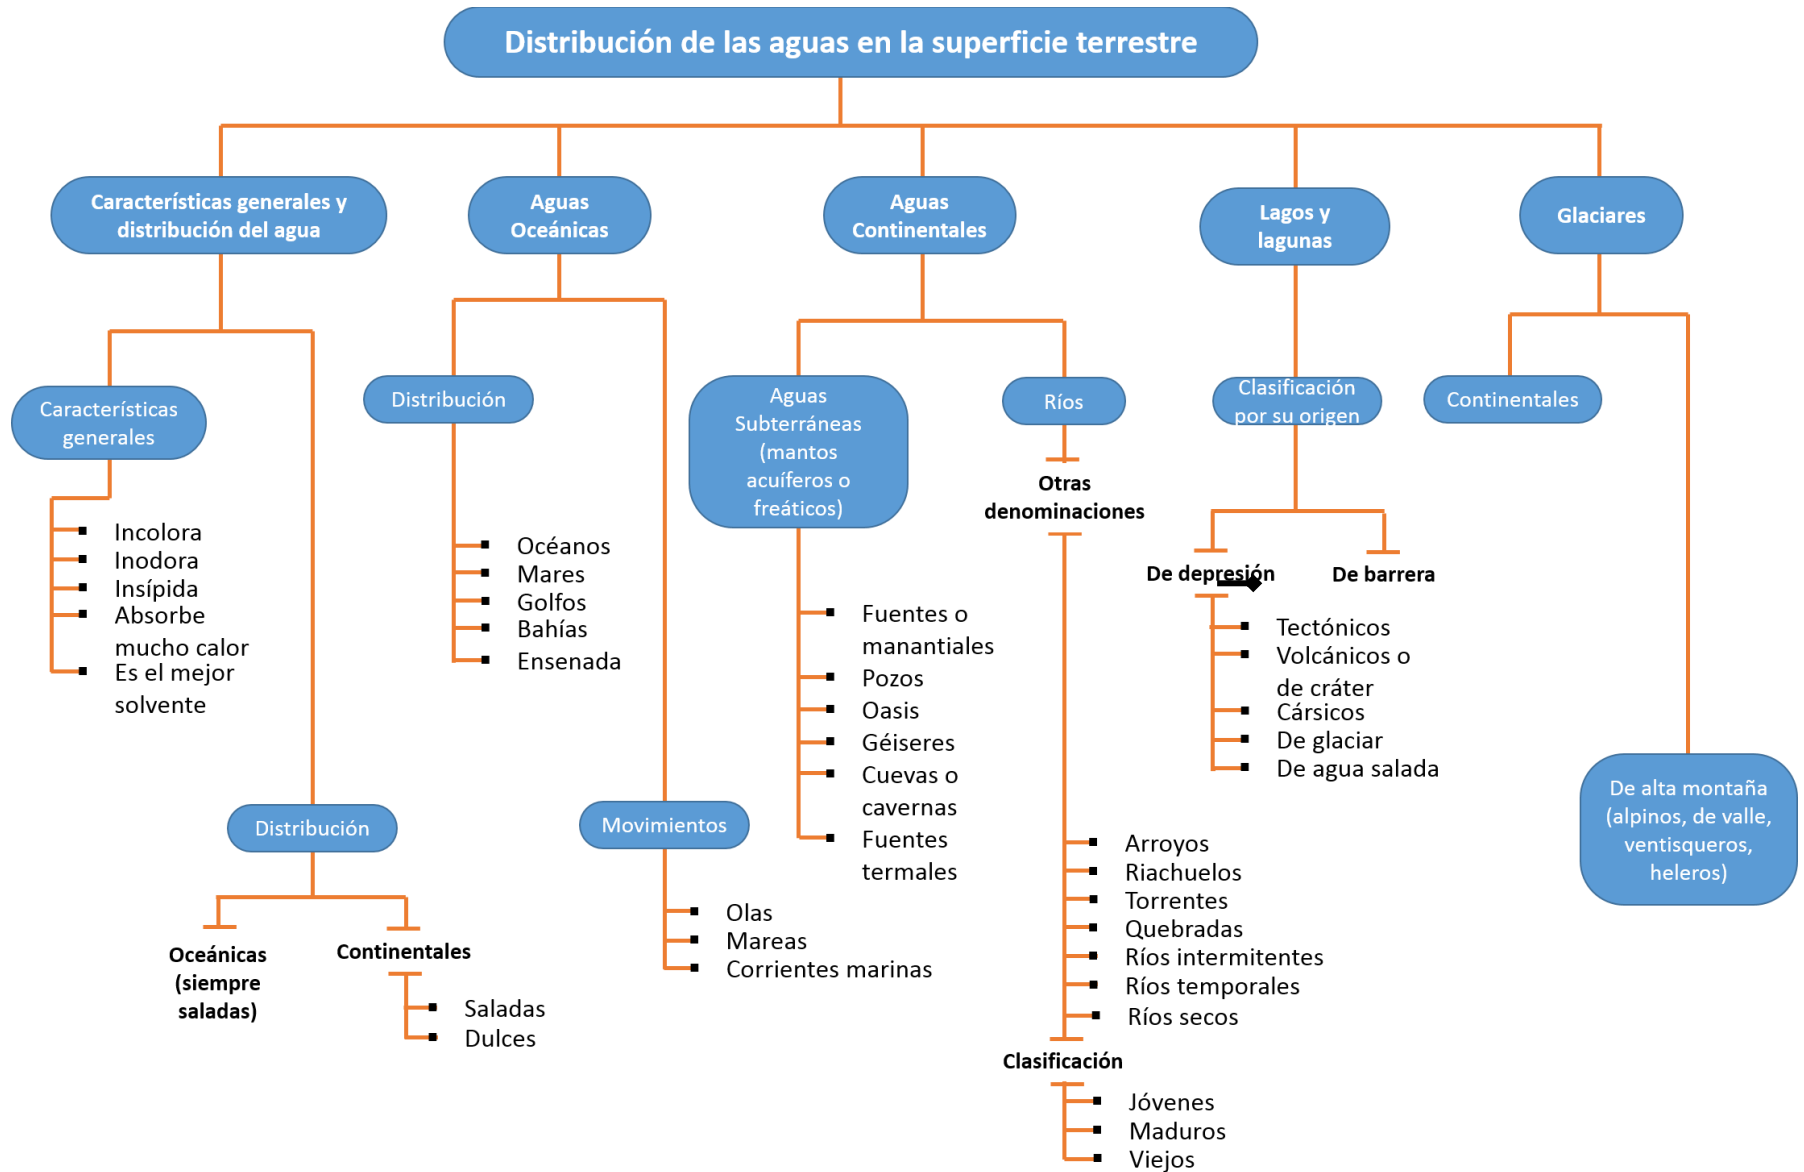 Distribución de las aguas en la superficie terrestre
Características generales y
distribución del agua
Características
generales
Incolora
Inodora
Insípida
Absorbe
mucho calor
Es el mejor
solvente
Distribución
Oceánicas
(siempre
saladas)
Continentales
Saladas
Dulces
Aguas
Oceánicas
Distribución
Océanos
Mares
Golfos
Bahías
Ensenada
Movimientos
Olas
Mareas
Corrientes marinas
Aguas
Continentales
Aguas
Subterráneas
(mantos
acuíferos o
freáticos)
Fuentes o
manantiales
Pozos
Oasis
Géiseres
Cuevas o
cavernas
Fuentes
termales
Ríos
Otras
denominaciones
Arroyos
Riachuelos
Torrentes
Quebradas
Ríos intermitentes
Ríos temporales
Ríos secos
Clasificación
Jóvenes
Maduros
Viejos
Lagos y
lagunas
Clasificación
por su origen
De depresión
Tectónicos
Volcánicos o
de cráter
Cársicos
De glaciar
De agua salada
De barrera
Glaciares
Continentales
De alta montaña
(alpinos, de valle,
ventisqueros,
heleros)